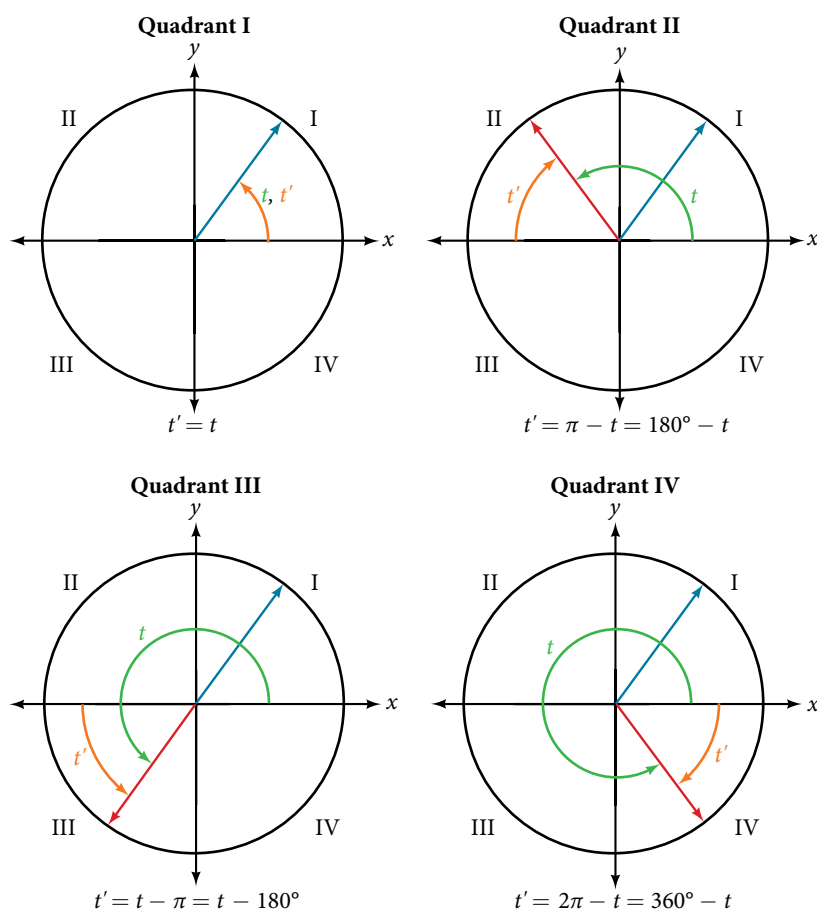 Quadrant I
y
II
I
t, t′
x
III
IV
t′ = t
Quadrant II
y
II
I
t′
t
x
III
IV
t′ = π − t = 180° − t
Quadrant III
y
II
I
t
x
t′
III
IV
t′ = t − π = t − 180°
Quadrant IV
y
II
I
t
x
t′
III
IV
t′ = 2π − t = 360° − t